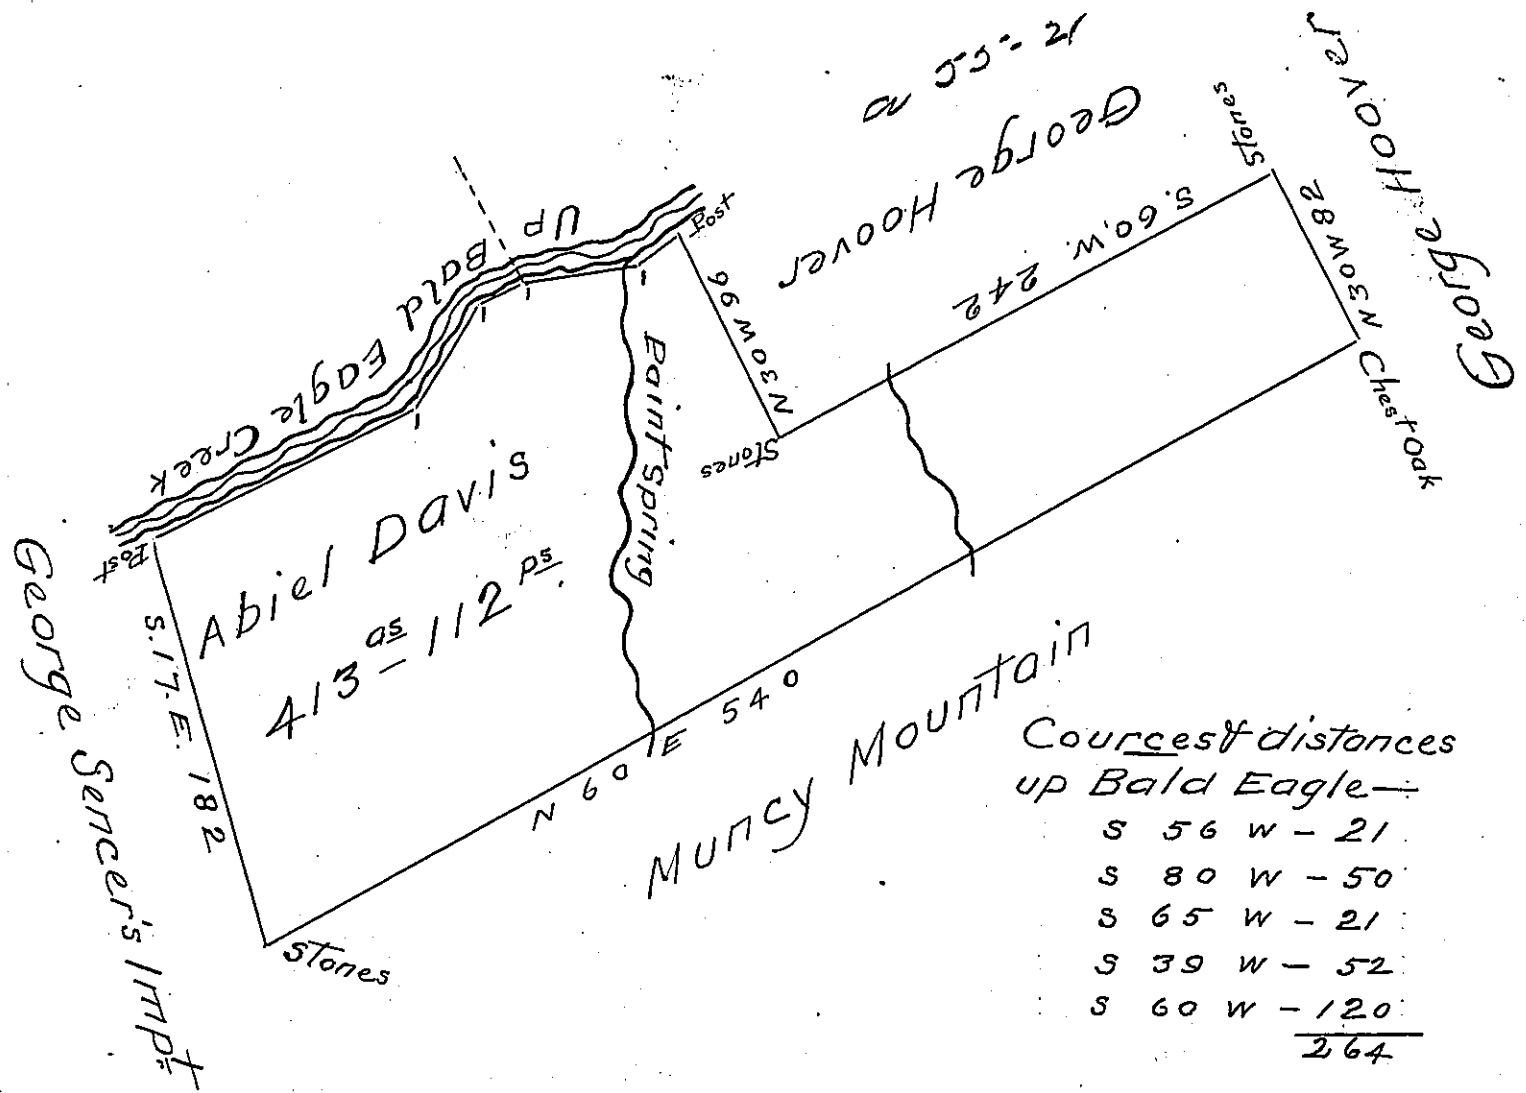 George Hoover
George Hoover
Stones
N30W82
Chest Oak
S. 60, W. 242
Post
N30W96
Stones
Up Bald Eagle Creek
Paint Spring
Post
Abiel Davis
413 as 112 ps.
S. 17. E. 182
George Sencer's Impt
Stones
N 60 E 540
Muncy Mountain
Cources & distances
up Bald Eagle —
S 56 W - 21
S 80 W - 50
S 65 W - 21
S 39 W - 52
S 60 W - 120
264